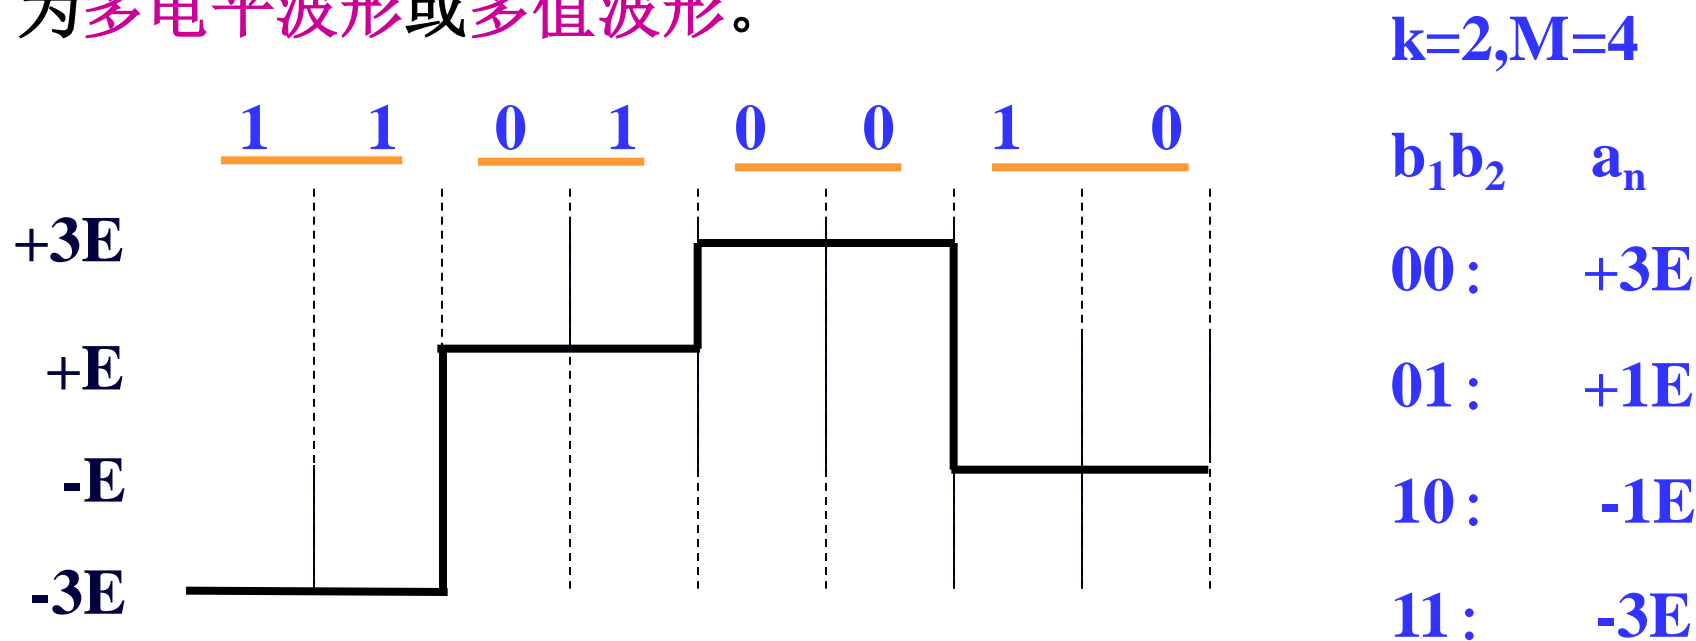 为多电平波形或多值波形。
k=2,M=4
1 1 0 1 0 0 1 0
b₁b₂ aₙ
+3E
00： +3E
+E
01： +1E
-E
10： -1E
-3E
11： -3E